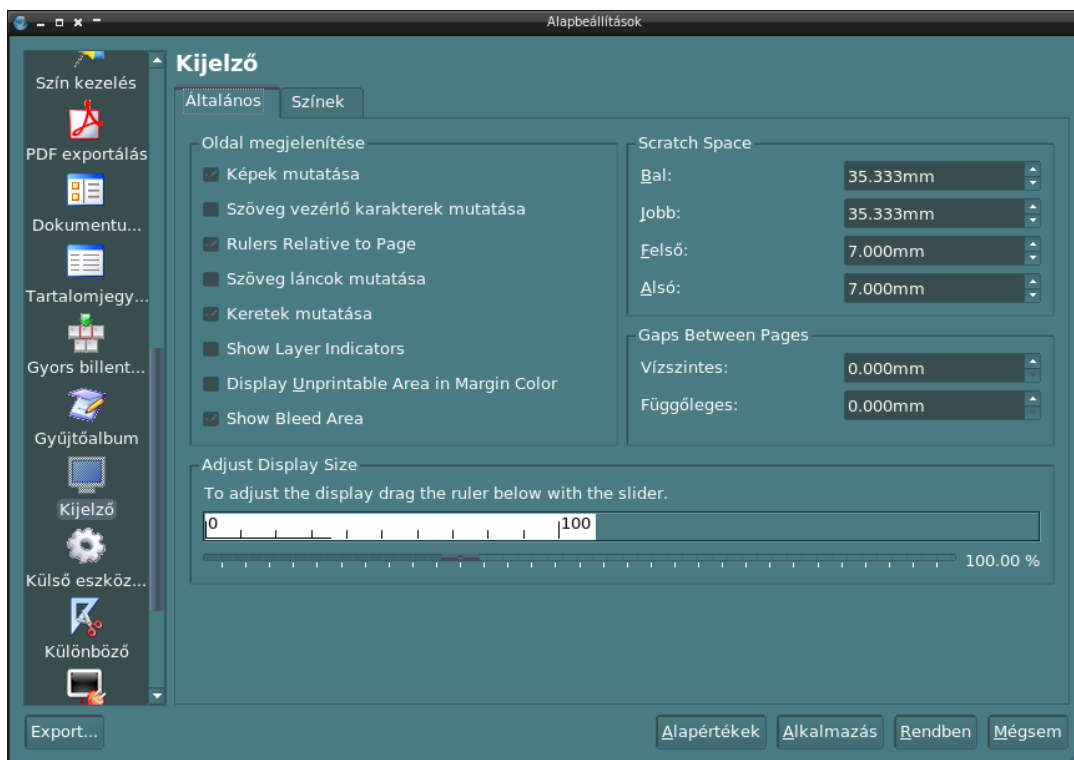 Alapbeállítások
Szín kezelés
PDF exportálás
Dokumentu...
Tartalomjegy...
Gyors billent...
Gyűjtőalbum
Kijelző
Külső eszköz...
Különböző
Kijelző
Általános
Színek
Oldal megjelenítése
Képek mutatása
Szöveg vezérlő karakterek mutatása
Rulers Relative to Page
Szöveg láncok mutatása
Keretek mutatása
Show Layer Indicators
Display Unprintable Area in Margin Color
Show Bleed Area
Scratch Space
Bal: 35.333mm
Jobb: 35.333mm
Felső: 7.000mm
Alsó: 7.000mm
Gaps Between Pages
Vízszintes: 0.000mm
Függőleges: 0.000mm
Adjust Display Size
To adjust the display drag the ruler below with the slider.
0 100
100.00 %
Export...
Alapértékek
Alkalmazás
Rendben
Mégsem